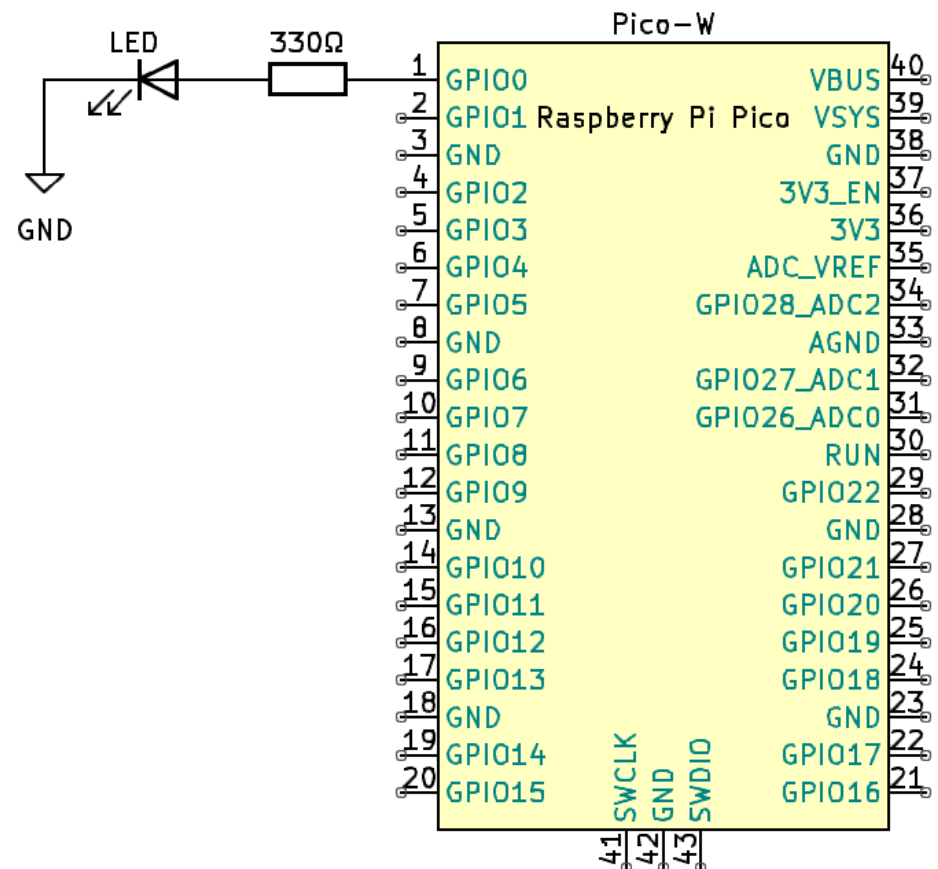 Pico-W
LED
330Ω
GND
Raspberry Pi Pico
1 GPIO0
2 GPIO1
3 GND
4 GPIO2
5 GPIO3
6 GPIO4
7 GPIO5
8 GND
9 GPIO6
10 GPIO7
11 GPIO8
12 GPIO9
13 GND
14 GPIO10
15 GPIO11
16 GPIO12
17 GPIO13
18 GND
19 GPIO14
20 GPIO15
VBUS 40
VSYS 39
GND 38
3V3_EN 37
3V3 36
ADC_VREF 35
GPIO28_ADC2 34
AGND 33
GPIO27_ADC1 32
GPIO26_ADC0 31
RUN 30
GPIO22 29
GND 28
GPIO21 27
GPIO20 26
GPIO19 25
GPIO18 24
GND 23
GPIO17 22
GPIO16 21
SWCLK 41
GND 42
SWDIO 43